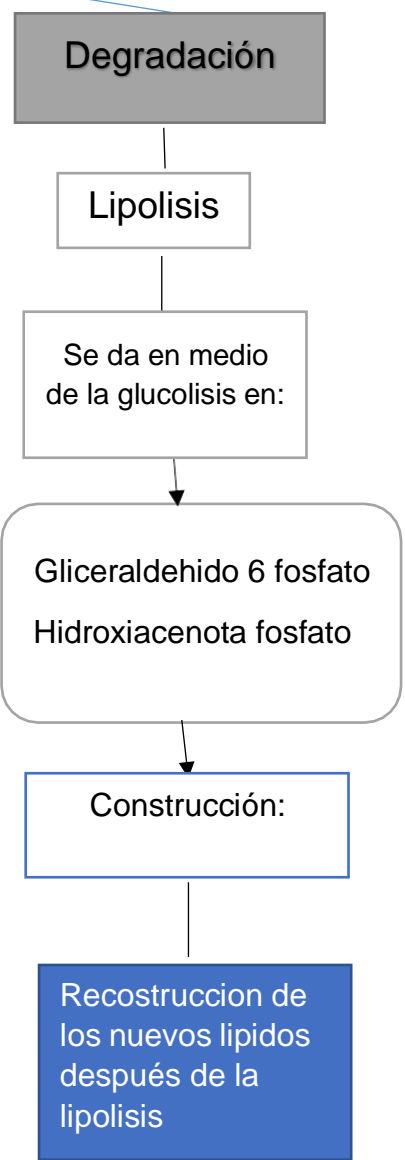 Degradación
Lipolisis
Se da en medio
de la glucolisis en:
Gliceraldehido 6 fosfato
Hidroxiacenota fosfato
Construcción:
Recostruccion de
los nuevos lipidos
después de la
lipolisis